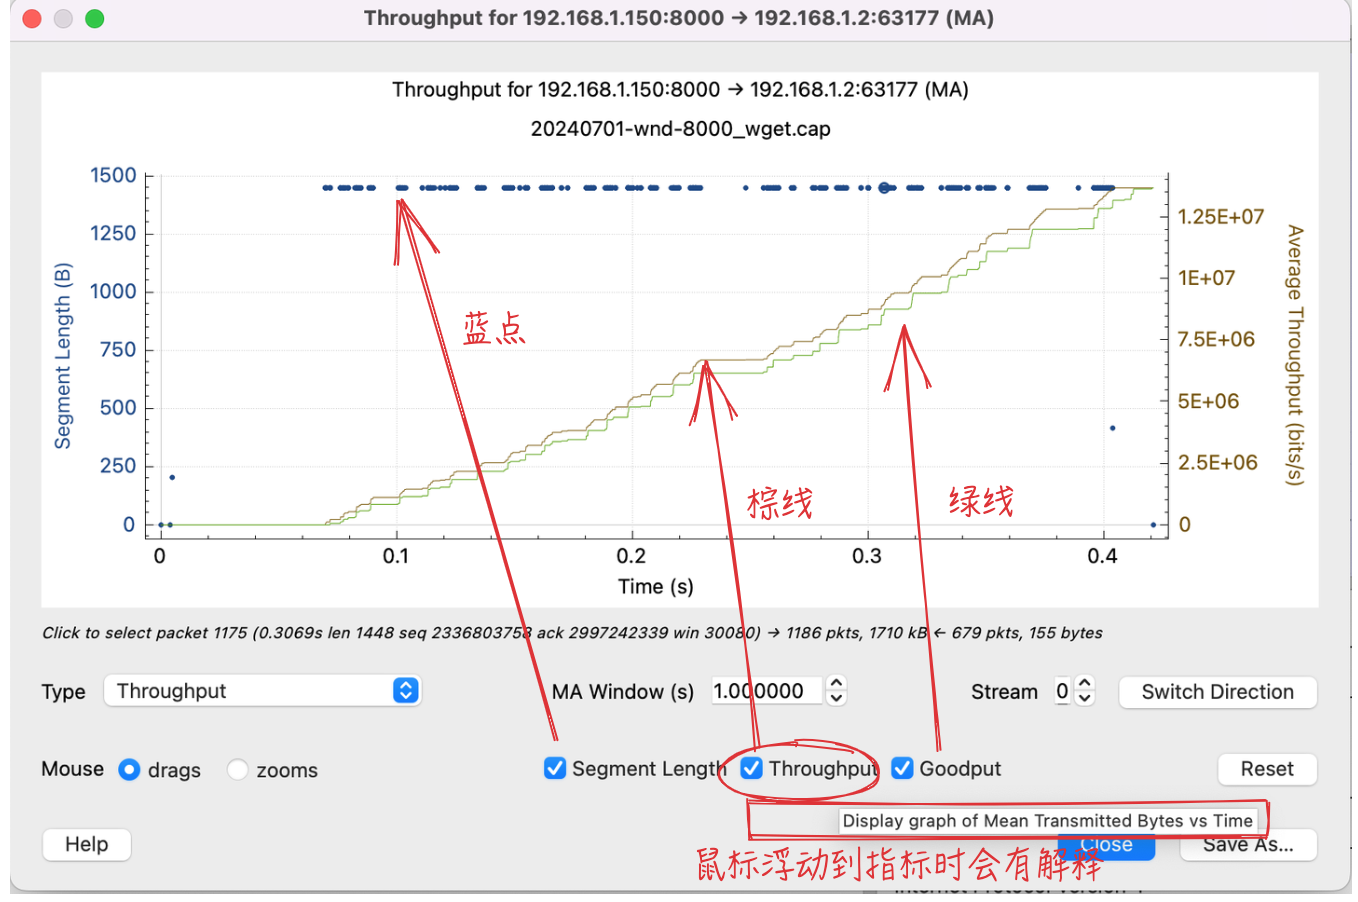 Throughput for 192.168.1.150:8000 → 192.168.1.2:63177 (MA)
Throughput for 192.168.1.150:8000 → 192.168.1.2:63177 (MA)
20240701-wnd-8000_wget.cap
1500
1250
1000
750
500
250
0
Segment Length (B)
1.25E+07
1E+07
7.5E+06
5E+06
2.5E+06
0
Average Throughput (bits/s)
蓝点
棕线
绿线
0 0.1 0.2 0.3 0.4
Time (s)
Click to select packet 1175 (0.3069s len 1448 seq 2336803758 ack 2997242339 win 30080) → 1186 pkts, 1710 kB ← 679 pkts, 155 bytes
Type Throughput MA Window (s) 1.000000 Stream 0 Switch Direction
Mouse drags zooms Segment Length Throughput Goodput Reset
Display graph of Mean Transmitted Bytes vs Time
Help Close Save As...
鼠标浮动到指标时会有解释